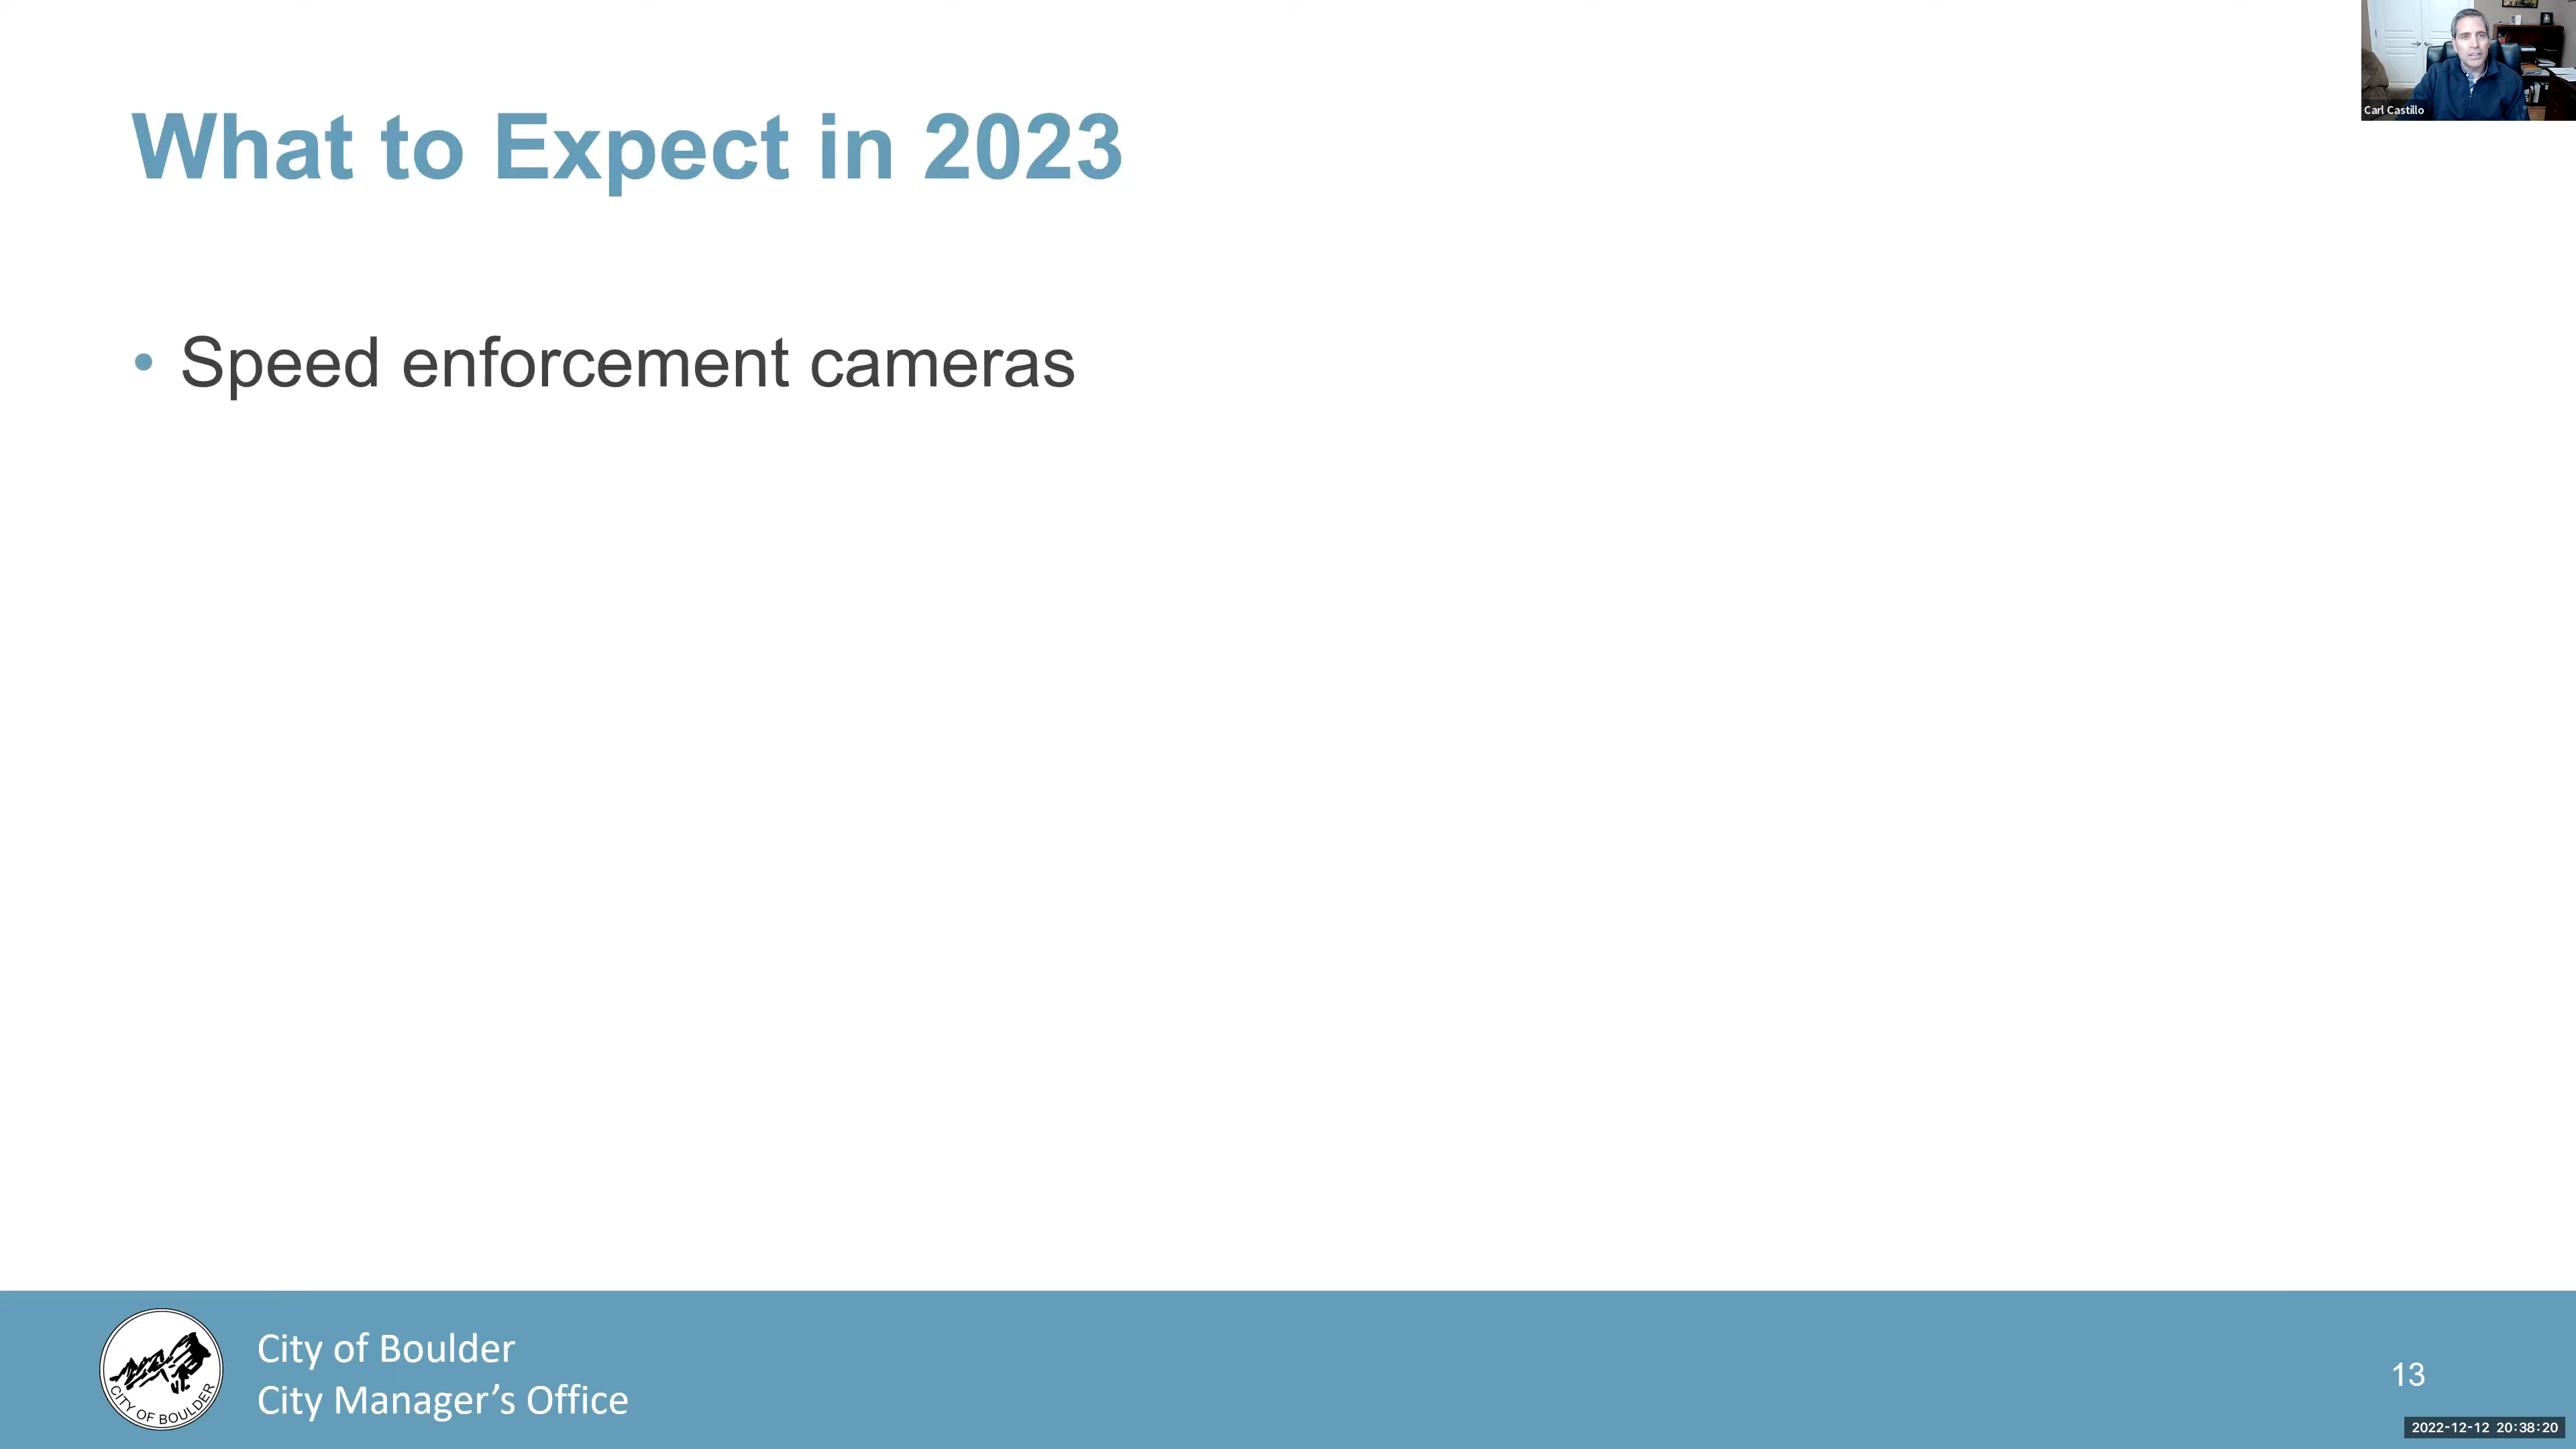 Carl Castillo
What to Expect in 2023
• Speed enforcement cameras
City of Boulder
City Manager’s Office
CITY OF BOULDER
13
2022-12-12 20:38:20